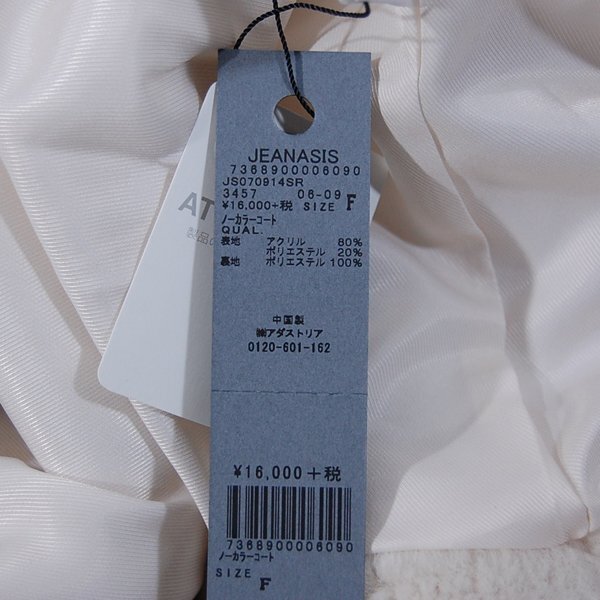 JEANASIS
7368900006090
JS070914SR
3457 06-09
¥16,000+税 SIZE F
ノーカラーコート
QUAL.
表地 アクリル 80%
ポリエステル 20%
裏地 ポリエステル 100%
中国製
㈱アダストリア
0120-601-162
¥16,000+税
7368900006090
ノーカラーコート
SIZE F
AT
製品の